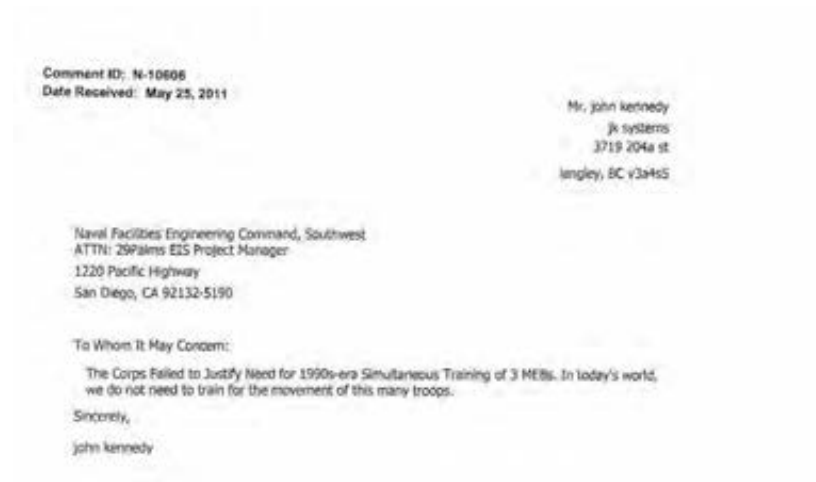 Comment ID: N-10606
Date Received: May 25, 2011
Mr. john kennedy
jk systems
3719 204a st
langley, BC v3a4s5
Naval Facilities Engineering Command, Southwest
ATTN: 29Palms EIS Project Manager
1220 Pacific Highway
San Diego, CA 92132-5190
To Whom It May Concern:
The Corps Failed to Justify Need for 1990s-era Simultaneous Training of 3 MEBs. In today's world,
we do not need to train for the movement of this many troops.
Sincerely,
john kennedy